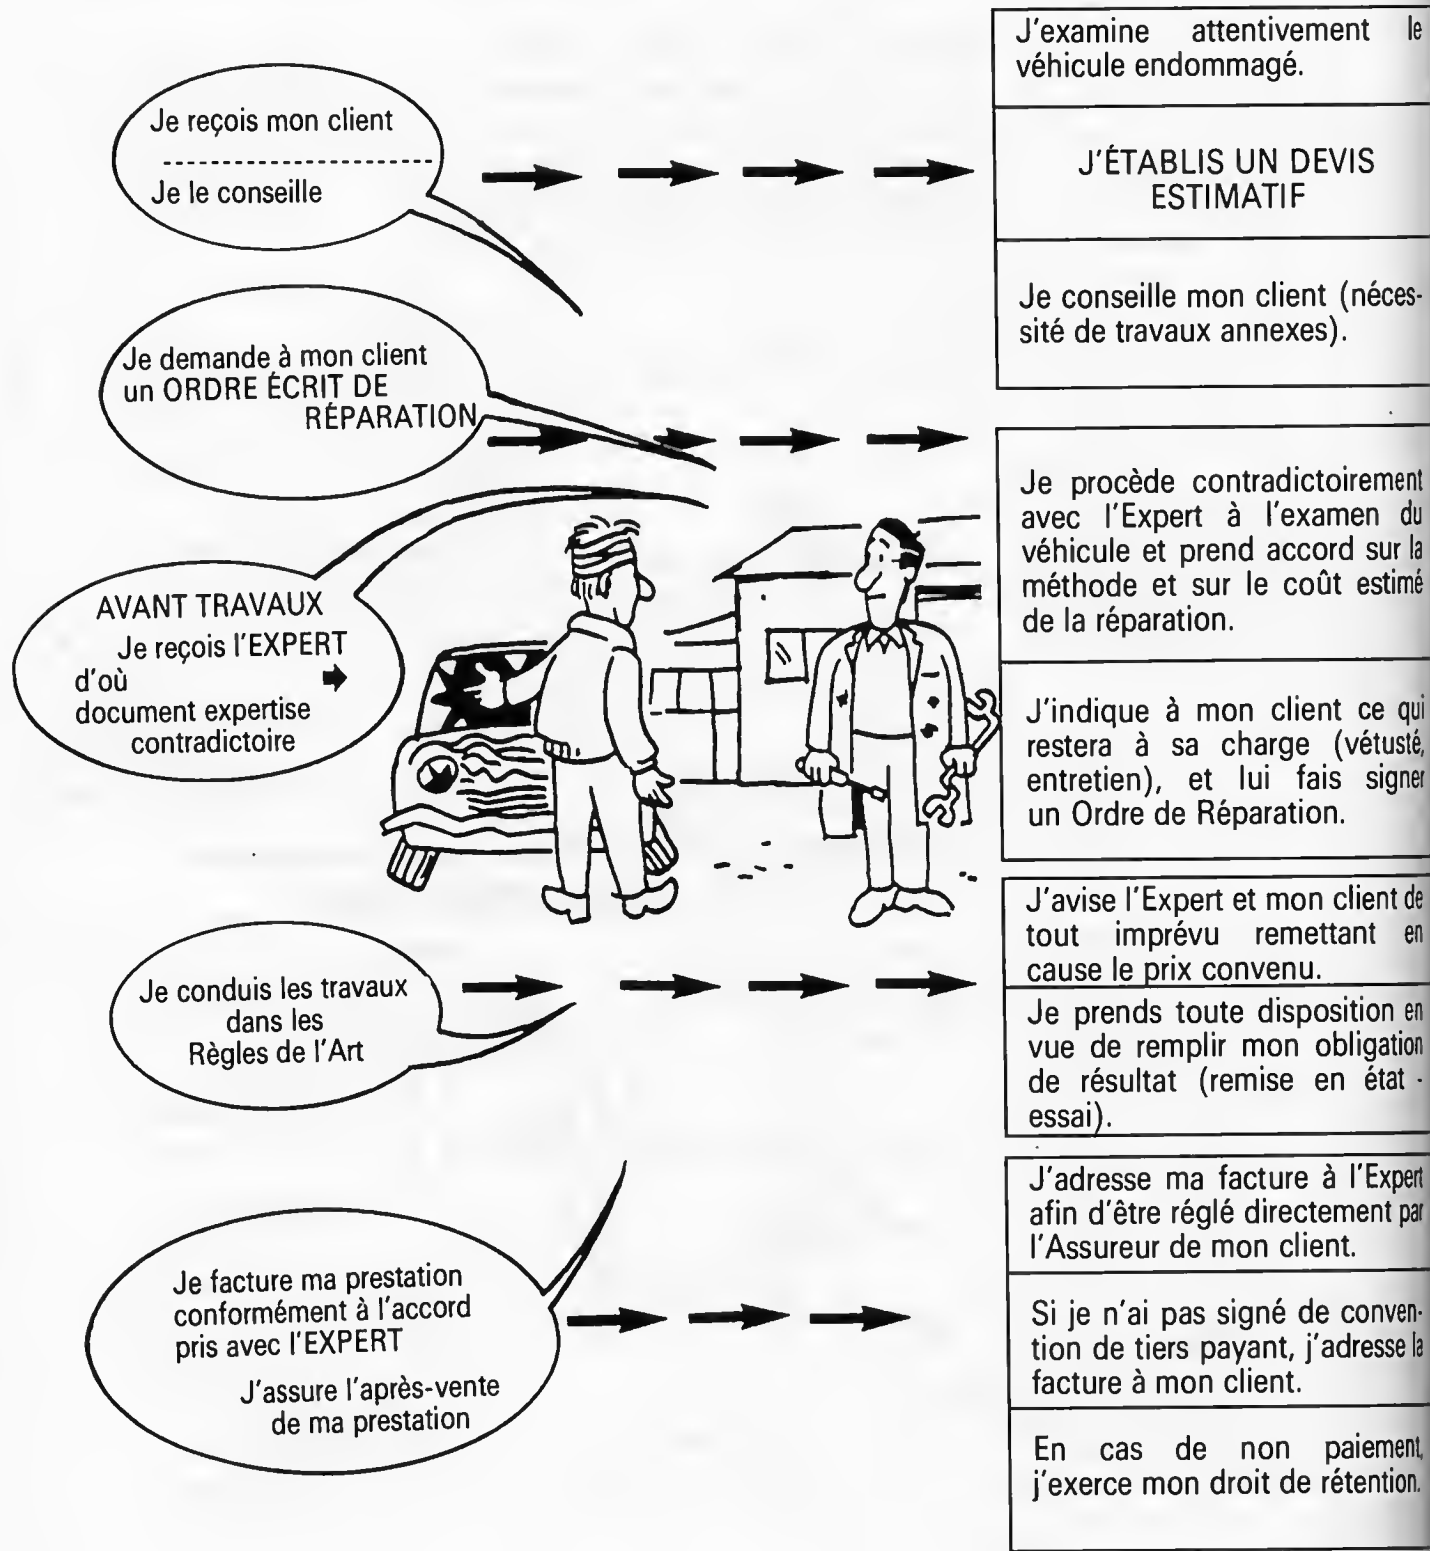 Je reçois mon client
Je le conseille
J'examine attentivement le
véhicule endommagé.
J'ÉTABLIS UN DEVIS
ESTIMATIF
Je conseille mon client (néces-
sité de travaux annexes).
Je demande à mon client
un ORDRE ÉCRIT DE
RÉPARATION
AVANT TRAVAUX
Je reçois l'EXPERT
d'où
document expertise
contradictoire
Je procède contradictoirement
avec l'Expert à l'examen du
véhicule et prend accord sur la
méthode et sur le coût estimé
de la réparation.
J'indique à mon client ce qui
restera à sa charge (vétusté,
entretien), et lui fais signer
un Ordre de Réparation.
Je conduis les travaux
dans les
Règles de l'Art
J'avise l'Expert et mon client de
tout imprévu remettant en
cause le prix convenu.
Je prends toute disposition en
vue de remplir mon obligation
de résultat (remise en état -
essai).
Je facture ma prestation
conformément à l'accord
pris avec l'EXPERT
J'assure l'après-vente
de ma prestation
J'adresse ma facture à l'Expert
afin d'être réglé directement par
l'Assureur de mon client.
Si je n'ai pas signé de conven-
tion de tiers payant, j'adresse la
facture à mon client.
En cas de non paiement,
j'exerce mon droit de rétention.